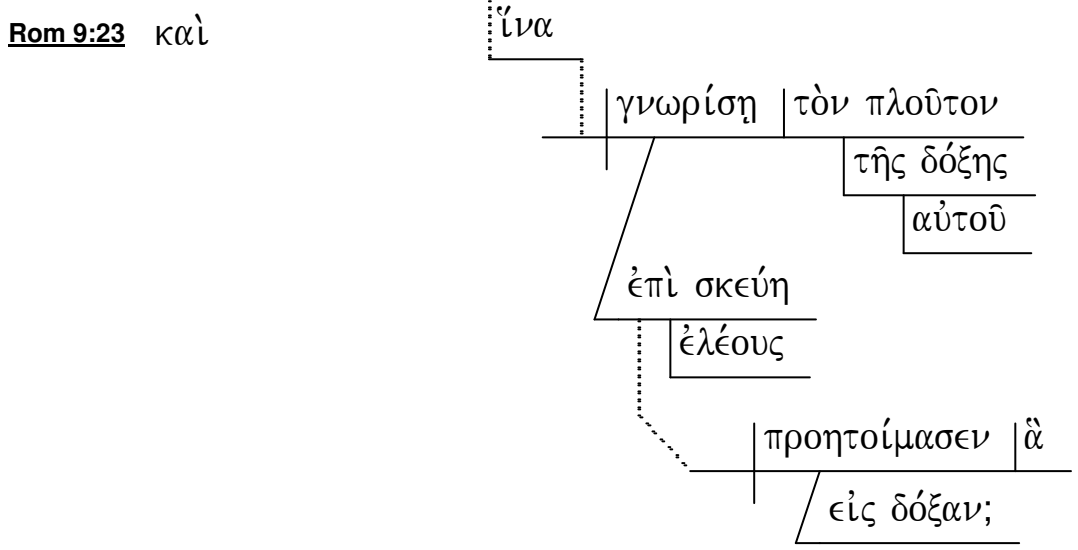 Rom 9:23 καὶ ἵνα
γνωρίσῃ τὸν πλοῦτον
τῆς δόξης
αὐτοῦ
ἐπὶ σκεύη
ἐλέους
προητοίμασεν ἃ
εἰς δόξαν;